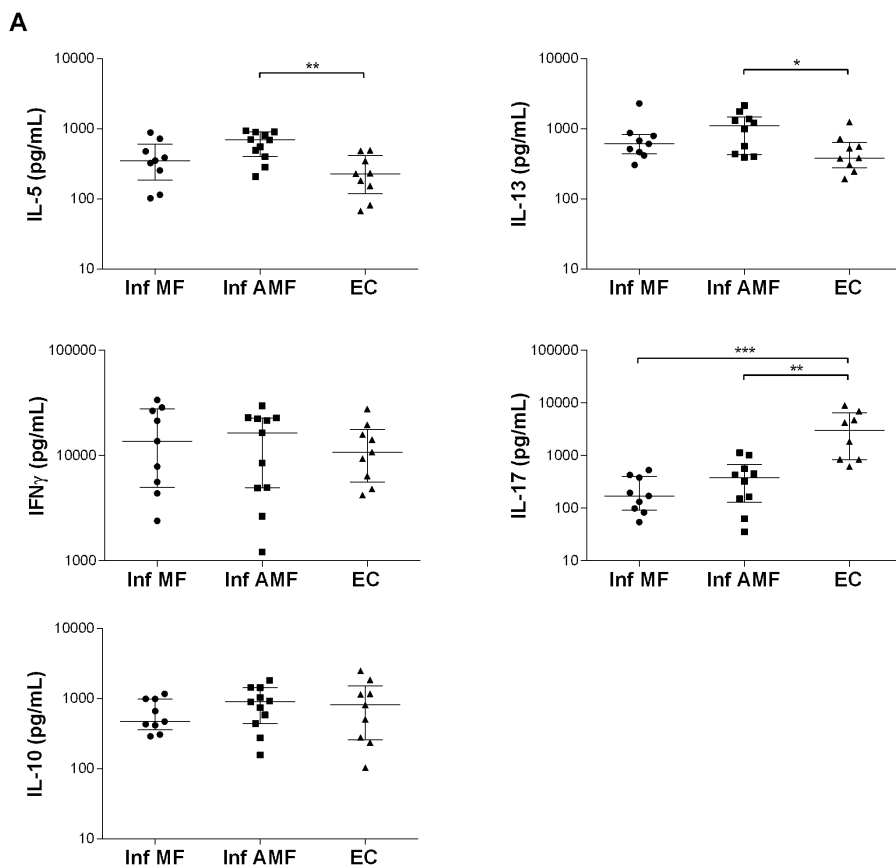 A
IL-5 (pg/mL)
10000
1000
100
10
**
Inf MF Inf AMF EC
IL-13 (pg/mL)
10000
1000
100
10
*
Inf MF Inf AMF EC
IFNγ (pg/mL)
100000
10000
1000
Inf MF Inf AMF EC
IL-17 (pg/mL)
100000
10000
1000
100
10
***
**
Inf MF Inf AMF EC
IL-10 (pg/mL)
10000
1000
100
10
Inf MF Inf AMF EC